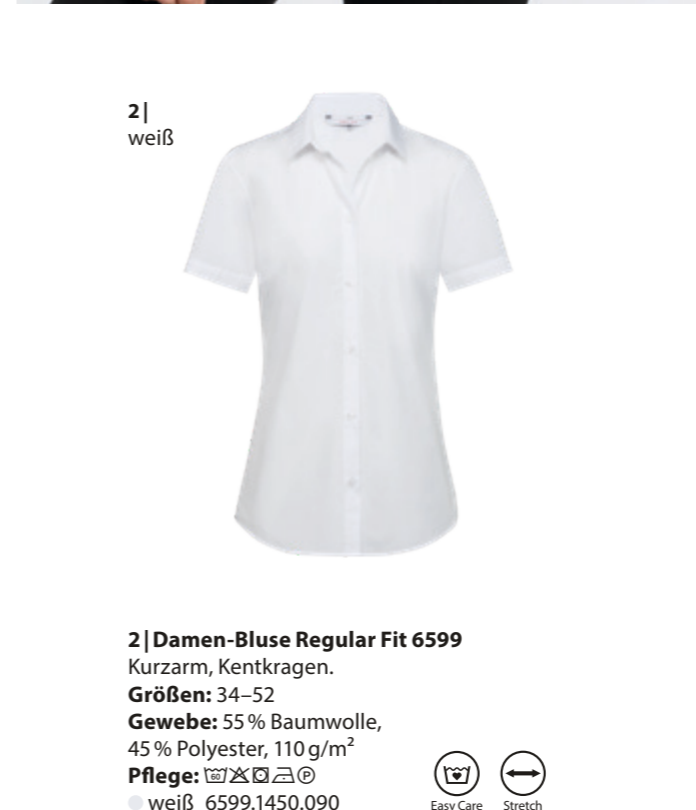 2|
weiß
2|Damen-Bluse Regular Fit 6599
Kurzarm, Kentkragen.
Größen: 34–52
Gewebe: 55 % Baumwolle,
45 % Polyester, 110 g/m²
Pflege: 60 P
weiß 6599.1450.090
Easy Care Stretch